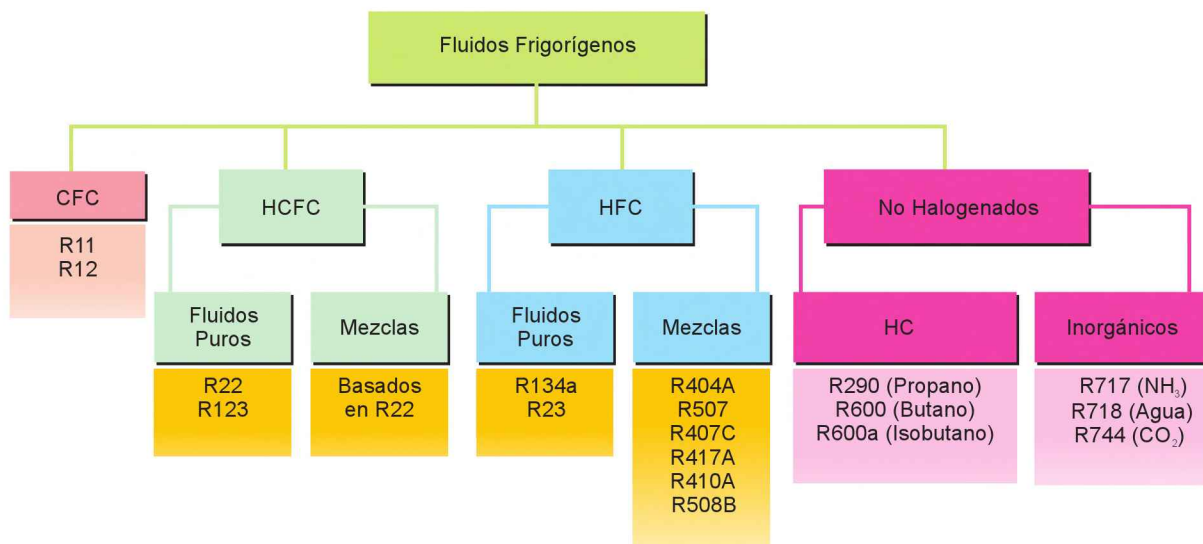 Fluidos Frigorígenos
CFC
R11
R12
HCFC
Fluidos
Puros
R22
R123
Mezclas
Basados
en R22
HFC
Fluidos
Puros
R134a
R23
Mezclas
R404A
R507
R407C
R417A
R410A
R508B
No Halogenados
HC
R290 (Propano)
R600 (Butano)
R600a (Isobutano)
Inorgánicos
R717 (NH₃)
R718 (Agua)
R744 (CO₂)